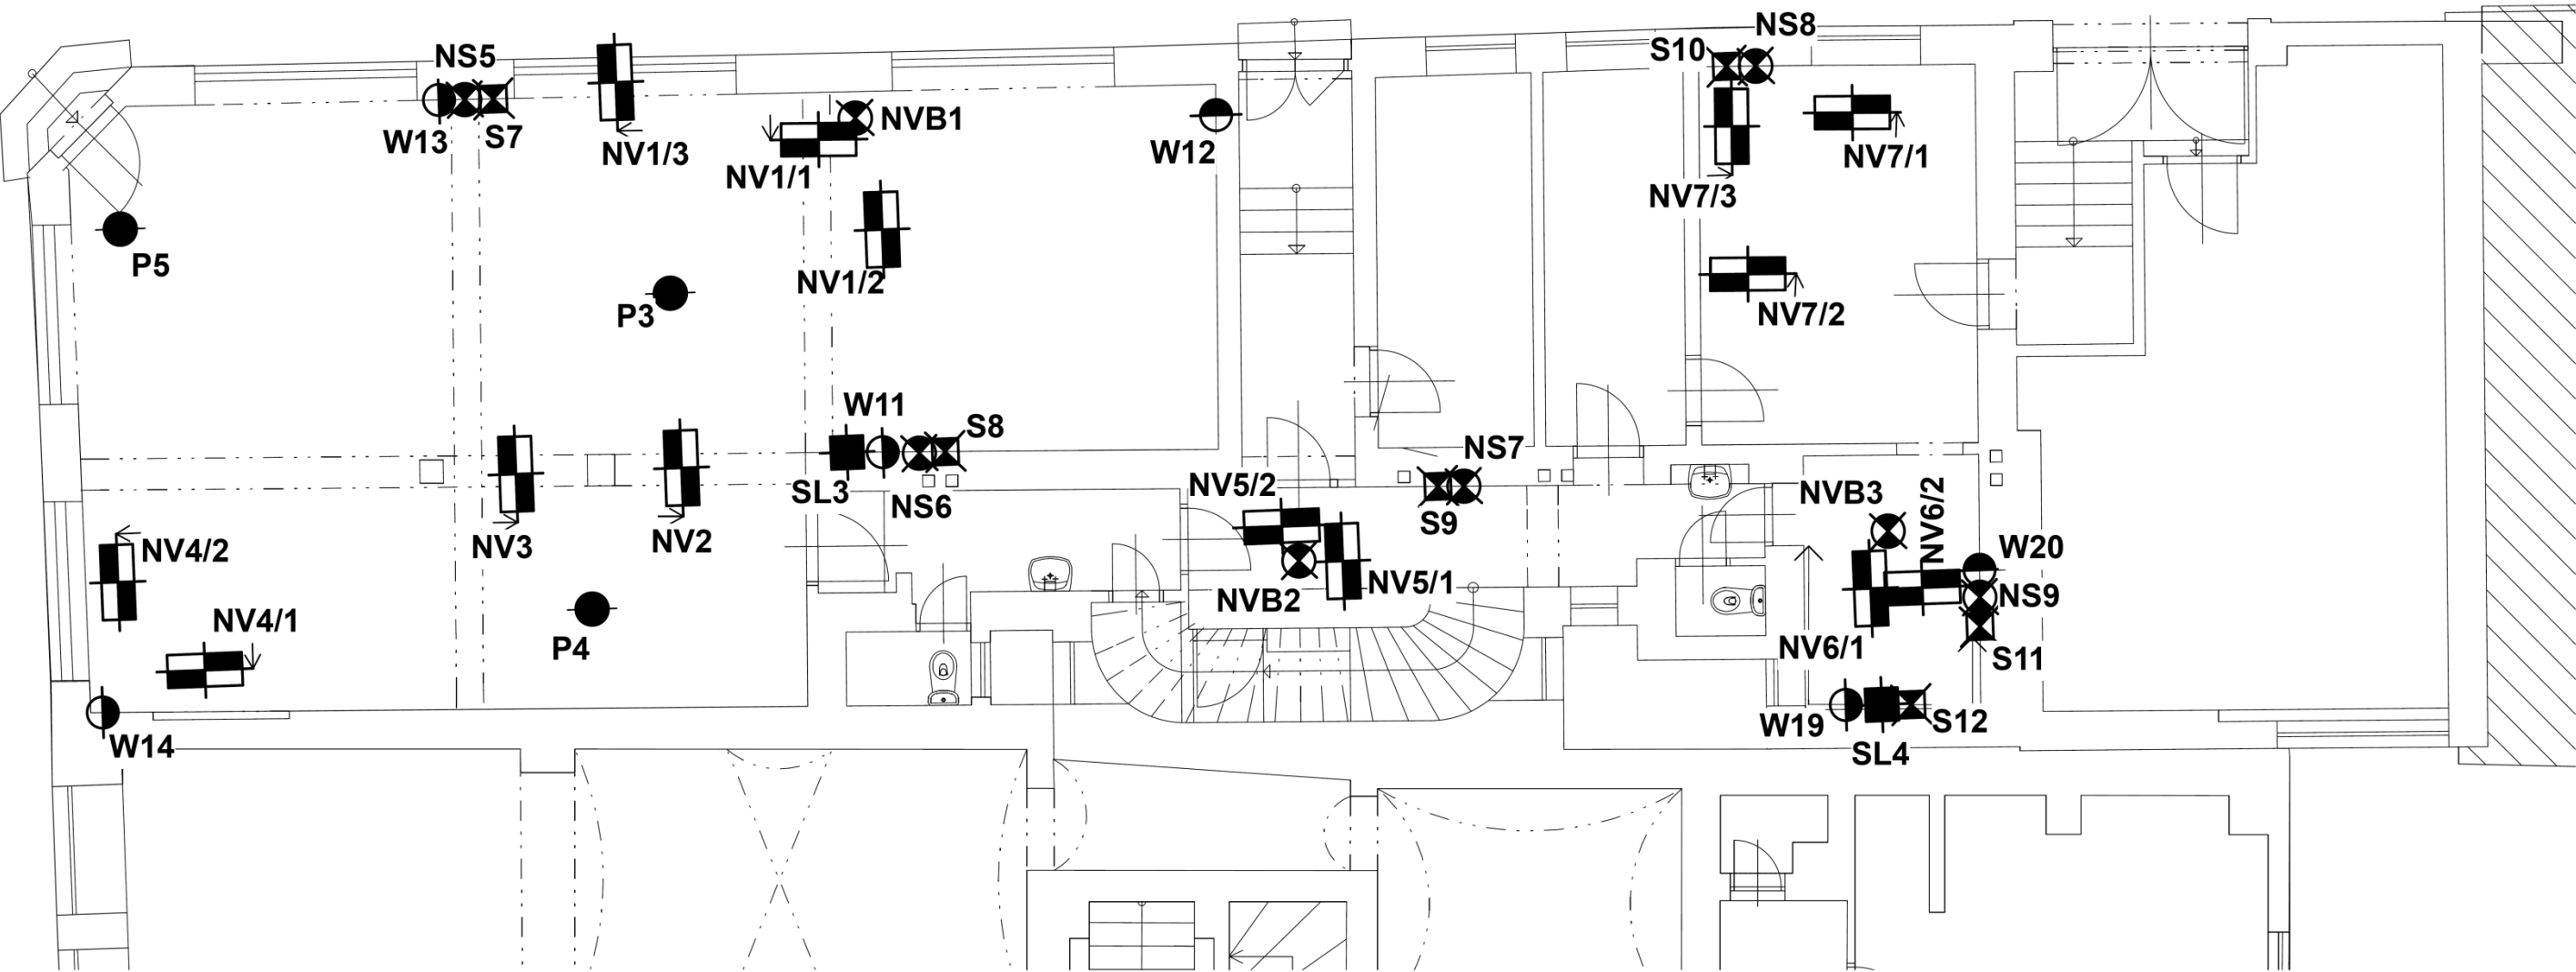 NS8
S10
NS5
NVB1
W13
S7
NV1/3
W12
NV1/1
NV7/1
NV7/3
P5
NV1/2
P3
NV7/2
W11
S8
NS7
SL3
NS6
NV5/2
S9
NVB3
NV6/2
NV4/2
NV3
NV2
W20
NV5/1
NVB2
NS9
NV4/1
P4
NV6/1
S11
W14
W19
S12
SL4